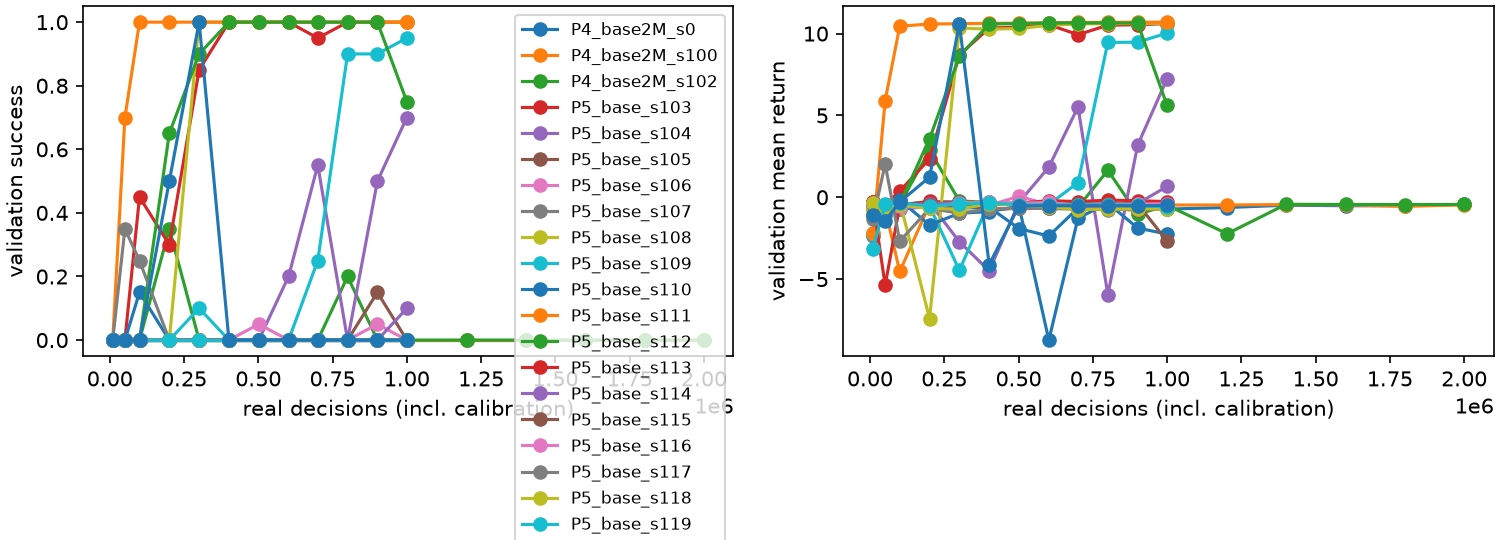 1.0
0.8
0.6
0.4
0.2
0.0
validation success
0.00
0.25
0.50
0.75
1.00
1.25
1.50
1.75
2.00
1e6
real decisions (incl. calibration)
P4_base2M_s0
P4_base2M_s100
P4_base2M_s102
P5_base_s103
P5_base_s104
P5_base_s105
P5_base_s106
P5_base_s107
P5_base_s108
P5_base_s109
P5_base_s110
P5_base_s111
P5_base_s112
P5_base_s113
P5_base_s114
P5_base_s115
P5_base_s116
P5_base_s117
P5_base_s118
P5_base_s119
10
5
0
−5
validation mean return
0.00
0.25
0.50
0.75
1.00
1.25
1.50
1.75
2.00
1e6
real decisions (incl. calibration)